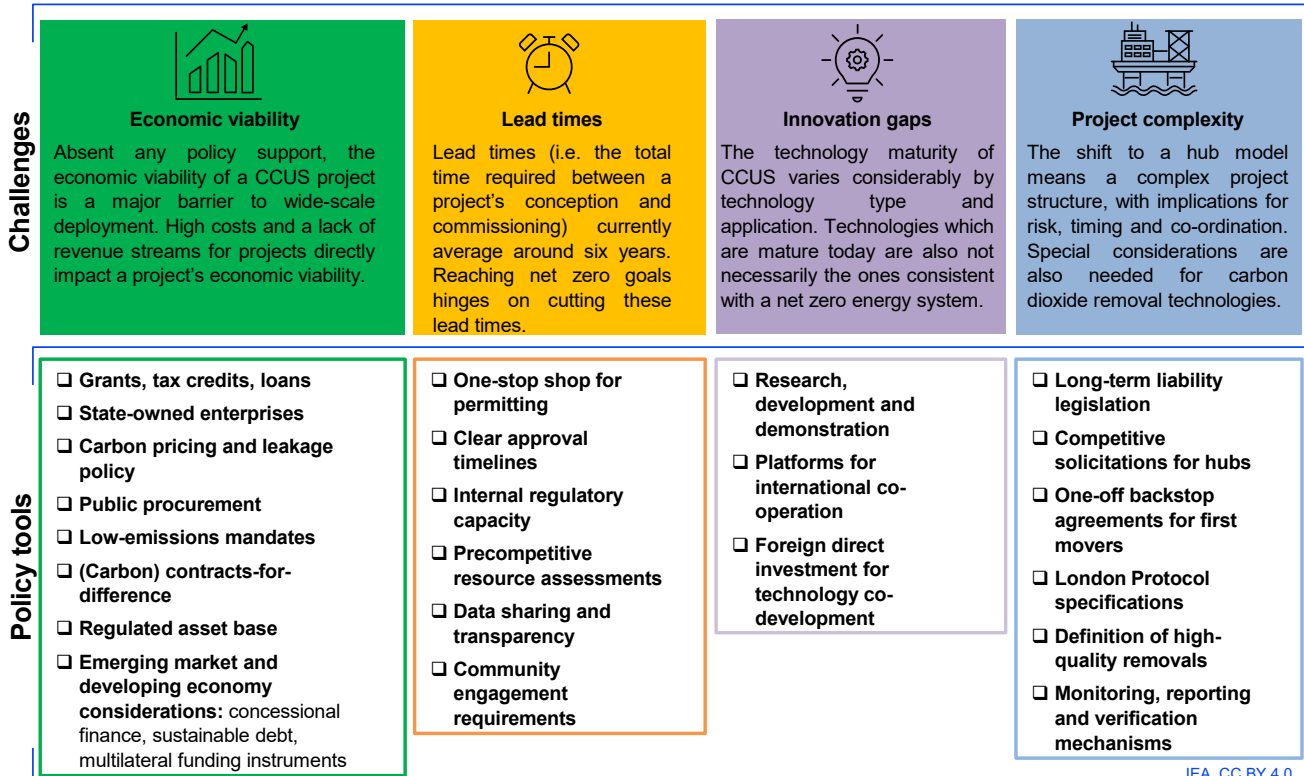 Challenges
Economic viability
Absent any policy support, the
economic viability of a CCUS project
is a major barrier to wide-scale
deployment. High costs and a lack of
revenue streams for projects directly
impact a project's economic viability.
Lead times
Lead times (i.e. the total
time required between a
project's conception and
commissioning) currently
average around six years.
Reaching net zero goals
hinges on cutting these
lead times.
Innovation gaps
The technology maturity of
CCUS varies considerably by
technology type and
application. Technologies which
are mature today are also not
necessarily the ones consistent
with a net zero energy system.
Project complexity
The shift to a hub model
means a complex project
structure, with implications for
risk, timing and co-ordination.
Special considerations are
also needed for carbon
dioxide removal technologies.
Policy tools
❑ Grants, tax credits, loans
❑ State-owned enterprises
❑ Carbon pricing and leakage
policy
❑ Public procurement
❑ Low-emissions mandates
❑ (Carbon) contracts-for-
difference
❑ Regulated asset base
❑ Emerging market and
developing economy
considerations: concessional
finance, sustainable debt,
multilateral funding instruments
❑ One-stop shop for
permitting
❑ Clear approval
timelines
❑ Internal regulatory
capacity
❑ Precompetitive
resource assessments
❑ Data sharing and
transparency
❑ Community
engagement
requirements
❑ Research,
development and
demonstration
❑ Platforms for
international co-
operation
❑ Foreign direct
investment for
technology co-
development
❑ Long-term liability
legislation
❑ Competitive
solicitations for hubs
❑ One-off backstop
agreements for first
movers
❑ London Protocol
specifications
❑ Definition of high-
quality removals
❑ Monitoring, reporting
and verification
mechanisms
IEA. CC BY 4.0.